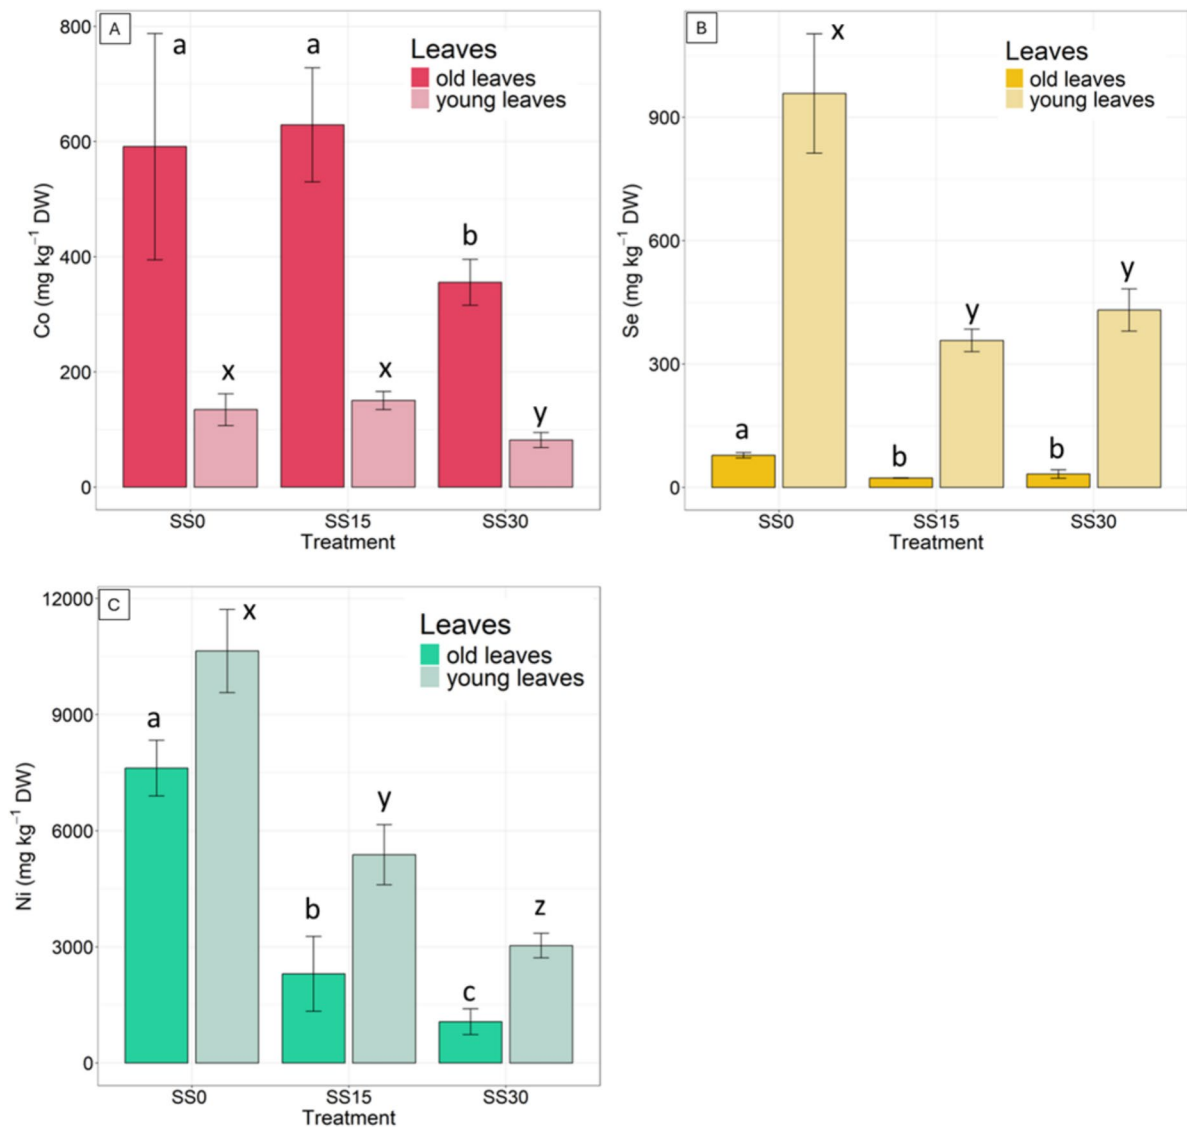 A
800
600
400
200
0
Co (mg kg⁻¹ DW)
a
a
b
x
x
y
Leaves
old leaves
young leaves
SS0 SS15 SS30
Treatment
B
900
600
300
0
Se (mg kg⁻¹ DW)
x
y
y
a
b
b
Leaves
old leaves
young leaves
SS0 SS15 SS30
Treatment
C
12000
9000
6000
3000
0
Ni (mg kg⁻¹ DW)
x
a
y
b
z
c
Leaves
old leaves
young leaves
SS0 SS15 SS30
Treatment